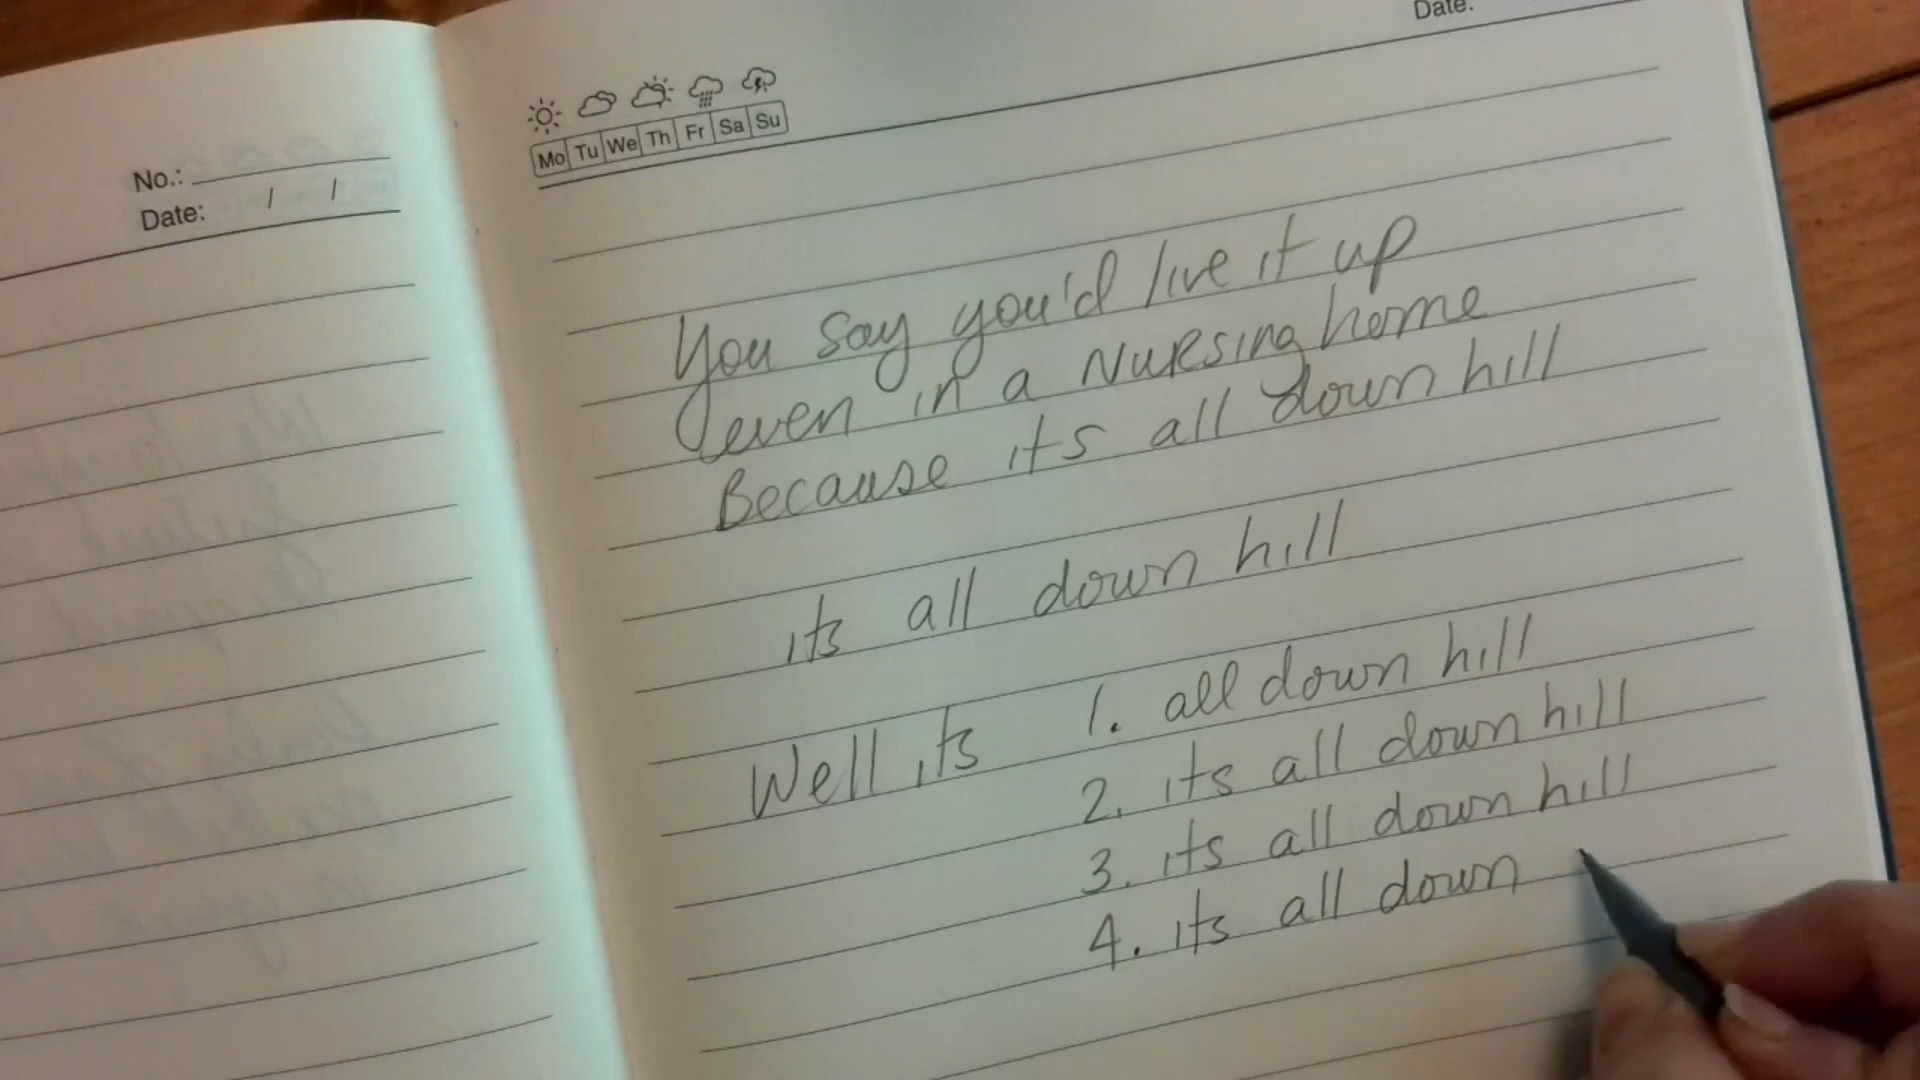 No.:
Date: / /
Date:
Mo Tu We Th Fr Sa Su
You say you'd live it up
even in a Nursing home
Because its all down hill
its all down hill
Well its 1. all down hill
2. its all down hill
3. its all down hill
4. its all down